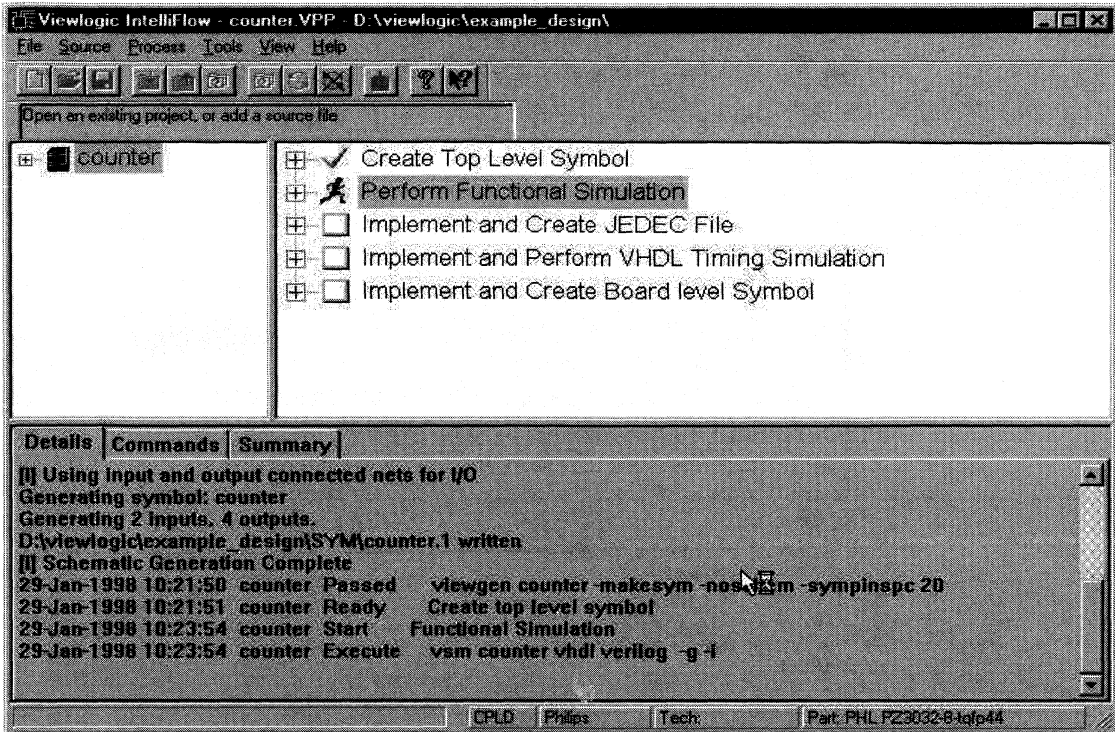 Viewlogic IntelliFlow - counter.VPP - D:\viewlogic\example_design\
File Source Process Tools View Help
Open an existing project, or add a source file
counter
Create Top Level Symbol
Perform Functional Simulation
Implement and Create JEDEC File
Implement and Perform VHDL Timing Simulation
Implement and Create Board level Symbol
Details Commands Summary
[I] Using input and output connected nets for I/O
Generating symbol: counter
Generating 2 inputs, 4 outputs.
D:\viewlogic\example_design\SYM\counter.1 written
[I] Schematic Generation Complete
29-Jan-1998 10:21:50 counter Passed viewgen counter -makesym -sympinspc 20
29-Jan-1998 10:21:51 counter Ready Create top level symbol
29-Jan-1998 10:23:54 counter Start Functional Simulation
29-Jan-1998 10:23:54 counter Execute vsm counter vhdl verilog -g
CPLD Philips Tech: Part: PHL PZ3032-8-tqfp44